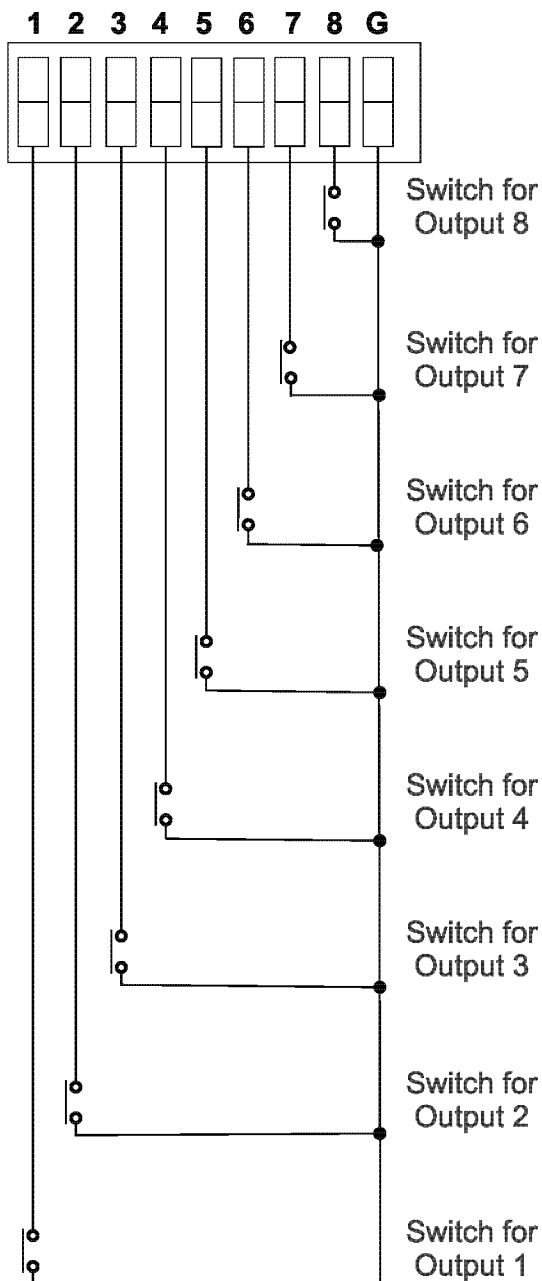 1 2 3 4 5 6 7 8 G
Switch for
Output 8
Switch for
Output 7
Switch for
Output 6
Switch for
Output 5
Switch for
Output 4
Switch for
Output 3
Switch for
Output 2
Switch for
Output 1